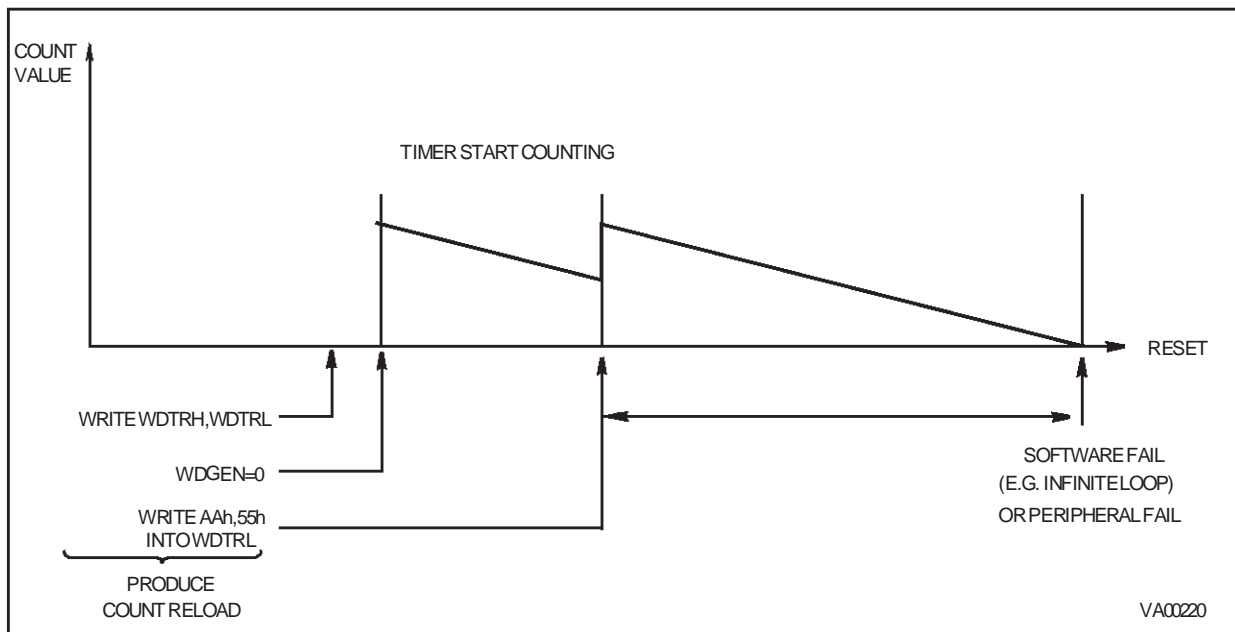 COUNT
VALUE
TIMER START COUNTING
RESET
WRITE WDTRH,WDTRL
WDGEN=0
WRITE AAh,55h
INTO WDTRL
PRODUCE
COUNT RELOAD
SOFTWARE FAIL
(E.G. INFINITE LOOP)
OR PERIPHERAL FAIL
VA00220